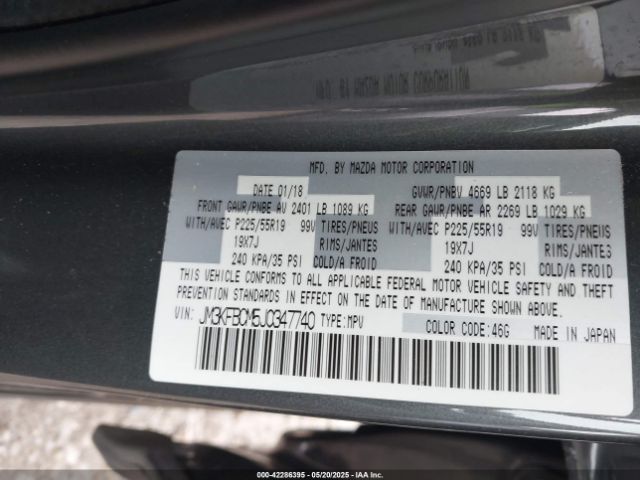 MFD. BY MAZDA MOTOR CORPORATION
DATE 01/18 GVWR/PNBV 4669 LB 2118 KG
FRONT GAWR/PNBE AV 2401 LB 1089 KG REAR GAWR/PNBE AR 2269 LB 1029 KG
WITH/AVEC P225/55R19 99V TIRES/PNEUS WITH/AVEC P225/55R19 99V TIRES/PNEUS
19X7J RIMS/JANTES 19X7J RIMS/JANTES
240 KPA/35 PSI COLD/A FROID 240 KPA/35 PSI COLD/A FROID
THIS VEHICLE CONFORMS TO ALL APPLICABLE FEDERAL MOTOR VEHICLE SAFETY AND THEFT
PREVENTION STANDARDS IN EFFECT ON THE DATE OF MANUFACTURE SHOWN ABOVE.
VIN: JM3KFBCM5J0347740 TYPE:MPV COLOR CODE:46G MADE IN JAPAN
000-42286395 - 05/20/2025 - IAA Inc.